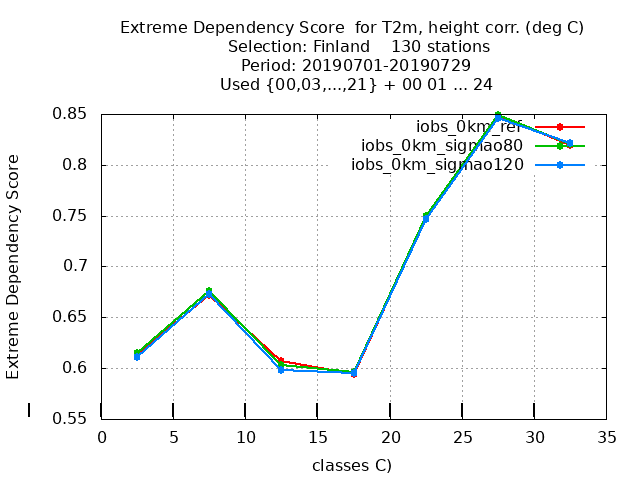 Extreme Dependency Score  for T2m, height corr. (deg C)
Selection: Finland    130 stations
Period: 20190701-20190729
Used {00,03,...,21} + 00 01 ... 24
iobs_0km_ref
iobs_0km_sigmao80
iobs_0km_sigmao120
Extreme Dependency Score
0.85
0.8
0.75
0.7
0.65
0.6
0.55
0 5 10 15 20 25 30 35
classes C)